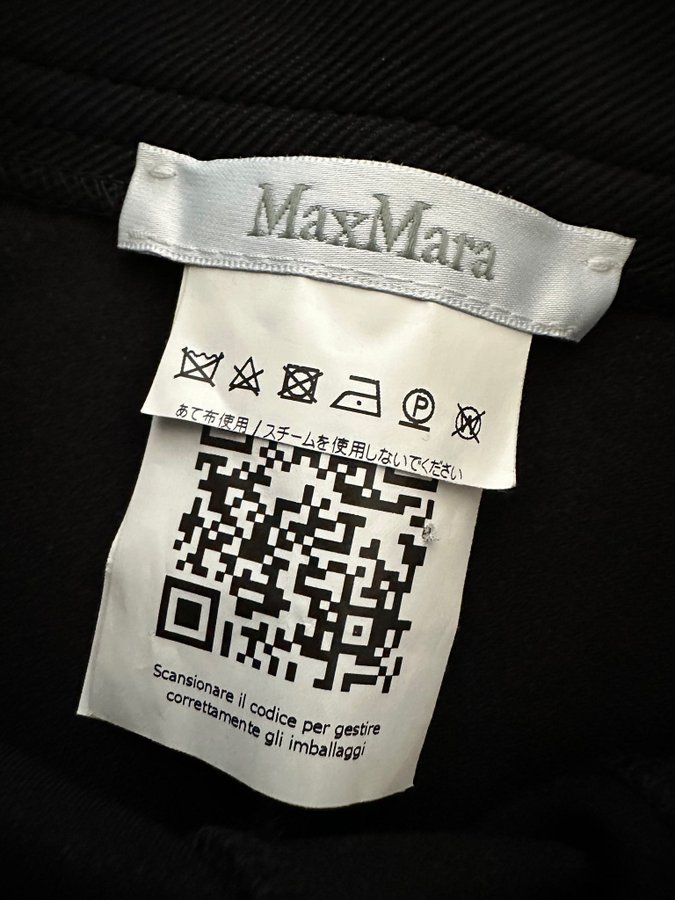 MaxMara
P
W
あて布使用 / スチームを使用しないでください
Scansionare il codice per gestire
correttamente gli imballaggi